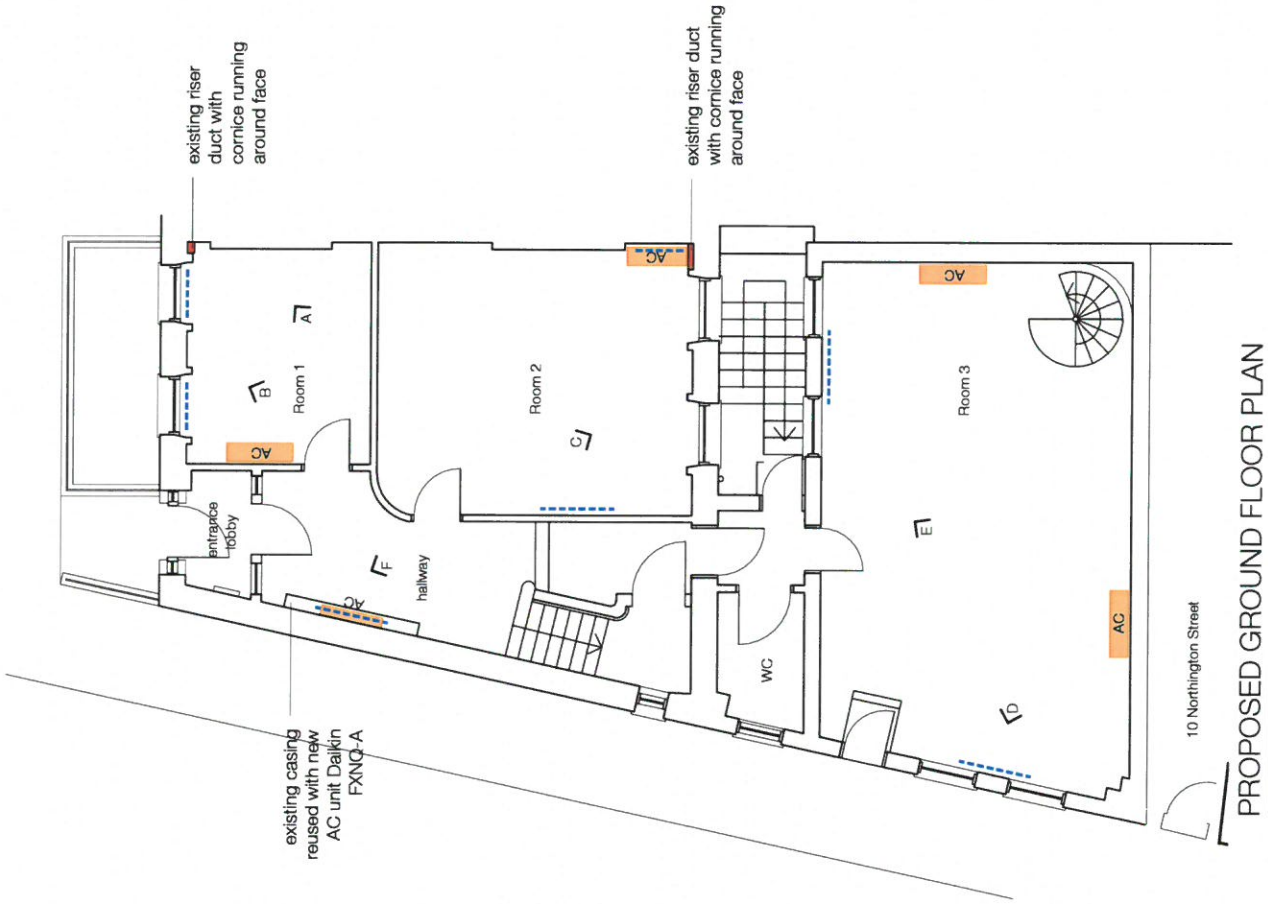 existing riser
duct with
cornice running
around face
existing riser duct
with cornice running
around face
AC
A
B
Room 1
AC
entrance
lobby
Room 2
C
AC
F
hallway
existing casing
reused with new
AC unit Daikin
FXNQ-A
AC
Room 3
E
WC
AC
D
10 Northington Street
PROPOSED GROUND FLOOR PLAN